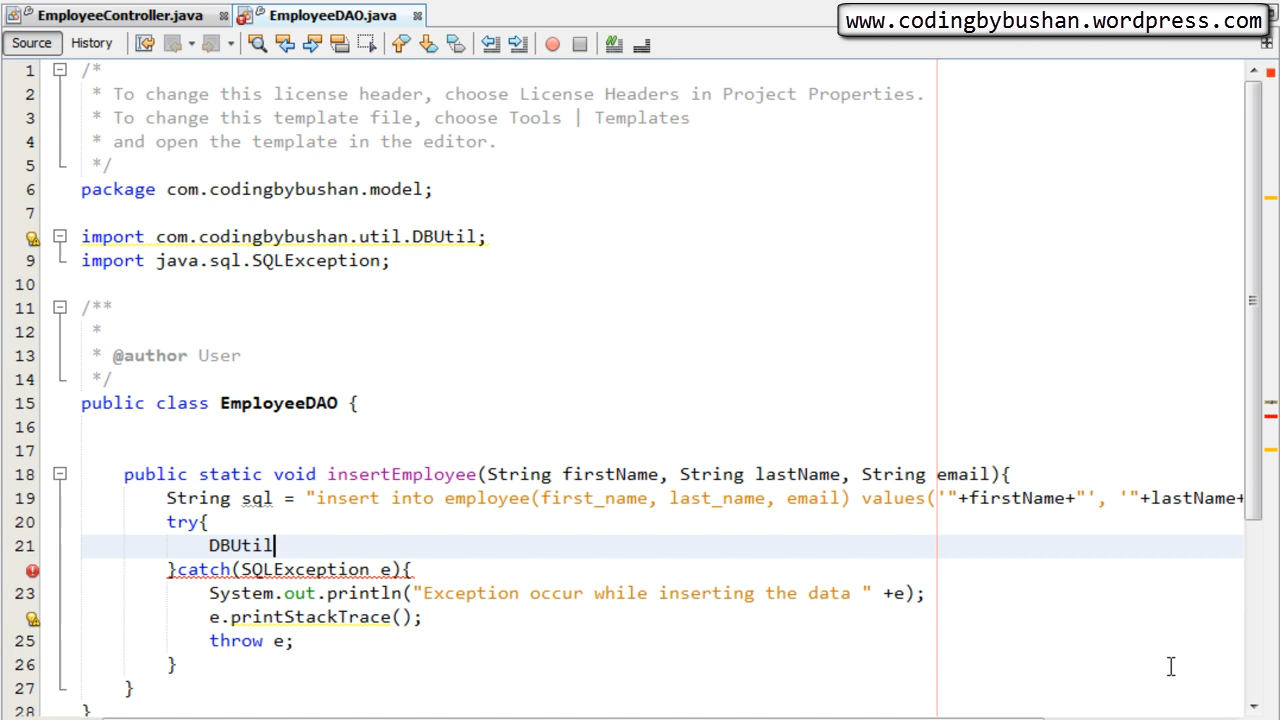 EmployeeController.java EmployeeDAO.java
www.codingbybushan.wordpress.com
Source History
1 /*
2 * To change this license header, choose License Headers in Project Properties.
3 * To change this template file, choose Tools | Templates
4 * and open the template in the editor.
5 */
6 package com.codingbybushan.model;
7
import com.codingbybushan.util.DBUtil;
9 import java.sql.SQLException;
10
11 /**
12 *
13 * @author User
14 */
15 public class EmployeeDAO {
16
17
18 public static void insertEmployee(String firstName, String lastName, String email){
19 String sql = "insert into employee(first_name, last_name, email) values('"+firstName+"', '"+lastName+
20 try{
21 DBUtil
}catch(SQLException e){
23 System.out.println("Exception occur while inserting the data " +e);
e.printStackTrace();
25 throw e;
26 }
27 }
28 }